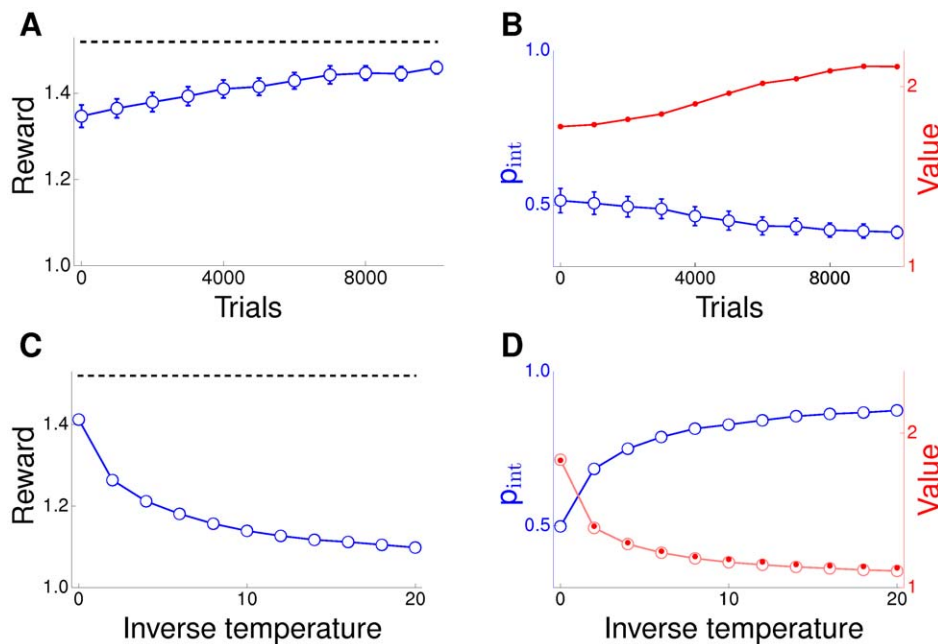 A
Reward
1.4
1.2
1.0
0
4000
8000
Trials
B
p_int
1.0
0.5
Value
2
1
0
4000
8000
Trials
C
Reward
1.4
1.2
1.0
0
10
20
Inverse temperature
D
p_int
1.0
0.5
Value
2
1
0
10
20
Inverse temperature